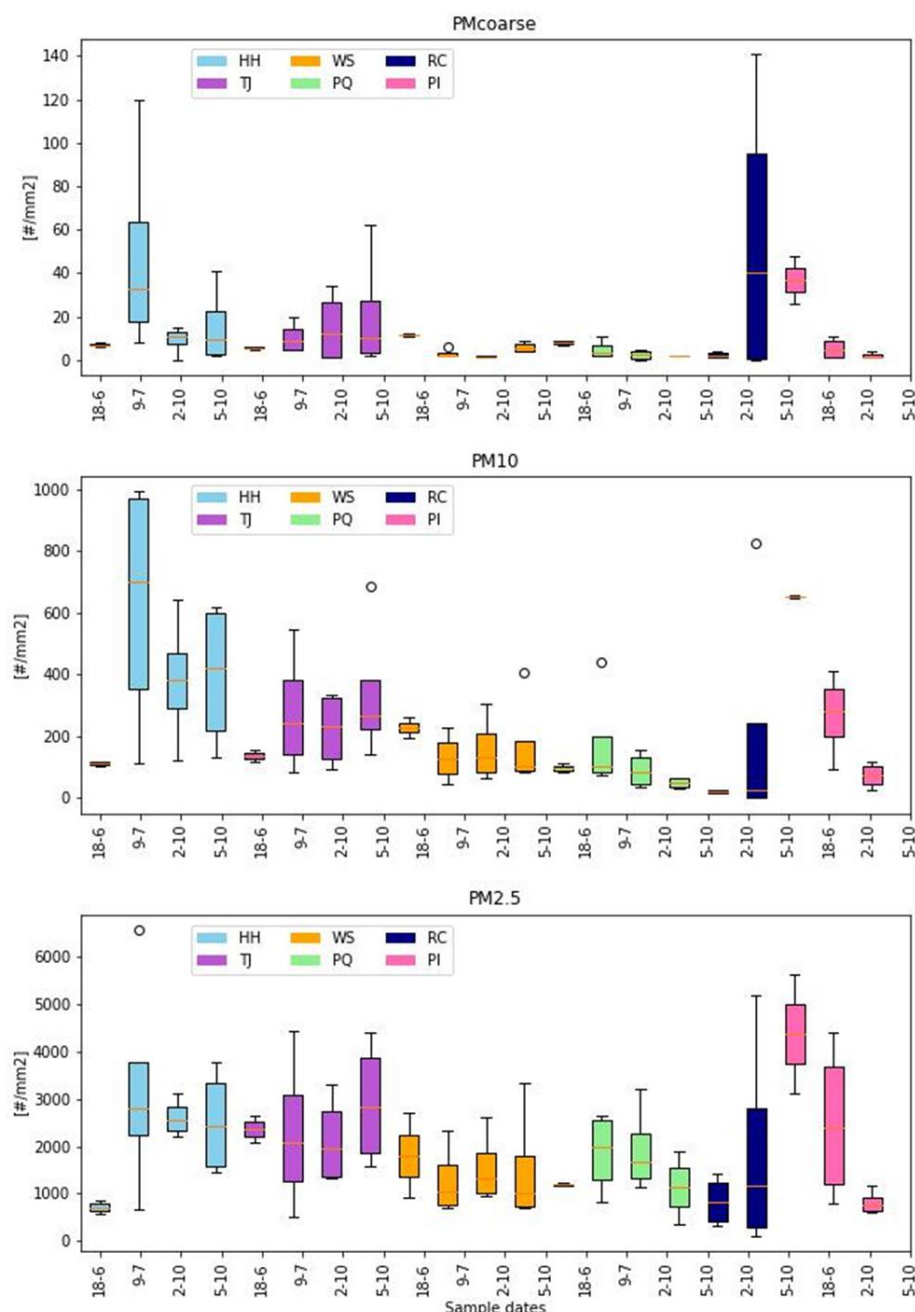 PMcoarse
HH WS RC
TJ PQ PI
[#/mm2]
140
120
100
80
60
40
20
0
18-6 9-7 2-10 5-10 18-6 9-7 2-10 5-10 18-6 9-7 2-10 5-10 18-6 9-7 2-10 5-10 2-10 5-10 18-6 2-10 5-10
PM10
HH WS RC
TJ PQ PI
[#/mm2]
1000
800
600
400
200
0
18-6 9-7 2-10 5-10 18-6 9-7 2-10 5-10 18-6 9-7 2-10 5-10 18-6 9-7 2-10 5-10 2-10 5-10 18-6 2-10 5-10
PM2.5
HH WS RC
TJ PQ PI
[#/mm2]
6000
5000
4000
3000
2000
1000
0
18-6 9-7 2-10 5-10 18-6 9-7 2-10 5-10 18-6 9-7 2-10 5-10 18-6 9-7 2-10 5-10 2-10 5-10 18-6 2-10 5-10
Sample dates